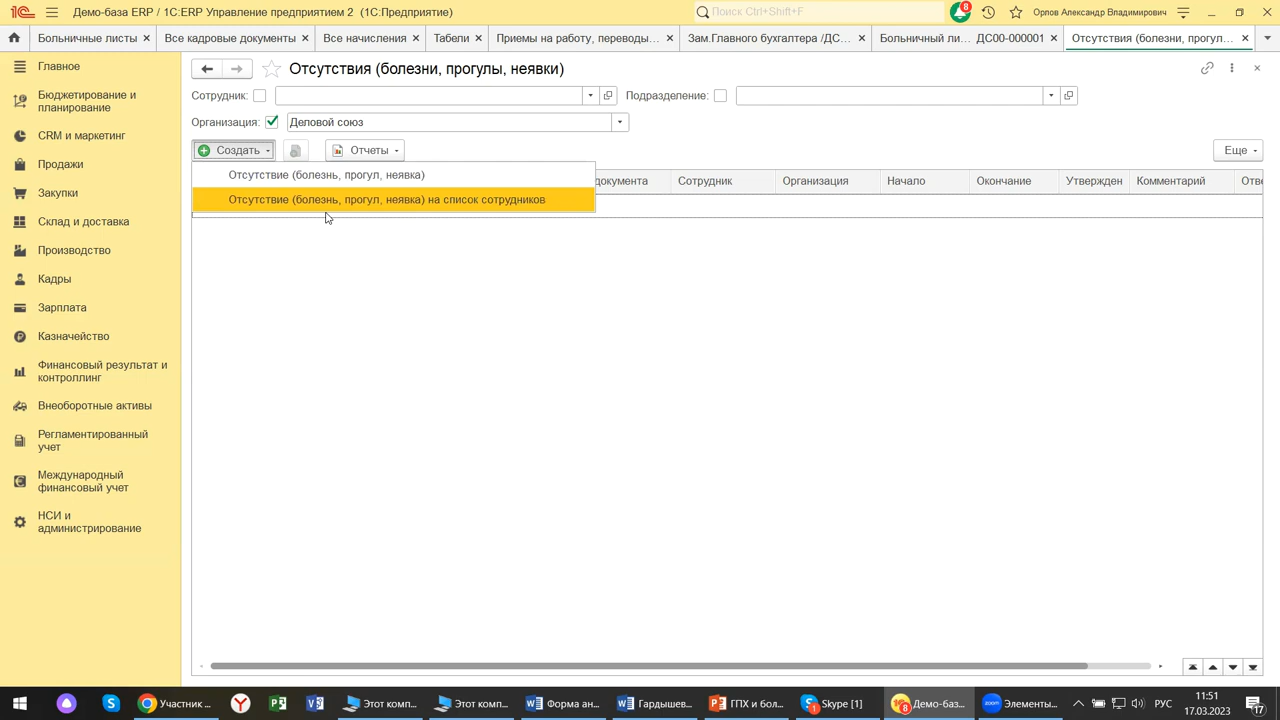 Демо-база ERP / 1С:ERP Управление предприятием 2 (1С:Предприятие)
Поиск Ctrl+Shift+F
8
Орлов Александр Владимирович
Больничные листы
Все кадровые документы
Все начисления
Табели
Приемы на работу, переводы...
Зам.Главного бухгалтера /ДС...
Больничный ли... ДС00-000001
Отсутствия (болезни, прогул...
Главное
Бюджетирование и
планирование
CRM и маркетинг
Продажи
Закупки
Склад и доставка
Производство
Кадры
Зарплата
Казначейство
Финансовый результат и
контроллинг
Внеоборотные активы
Регламентированный
учет
Международный
финансовый учет
НСИ и
администрирование
Отсутствия (болезни, прогулы, неявки)
Сотрудник:
Подразделение:
Организация:
Деловой союз
Создать
Отчеты
Еще
Отсутствие (болезнь, прогул, неявка)
Отсутствие (болезнь, прогул, неявка) на список сотрудников
документа
Сотрудник
Организация
Начало
Окончание
Утвержден
Комментарий
Отве
Участник ...
Этот комп...
Этот комп...
Форма ан...
Гардышев...
ГПХ и бол...
Skype [1]
Демо-баз...
Элементы...
РУС
11:51
17.03.2023
17